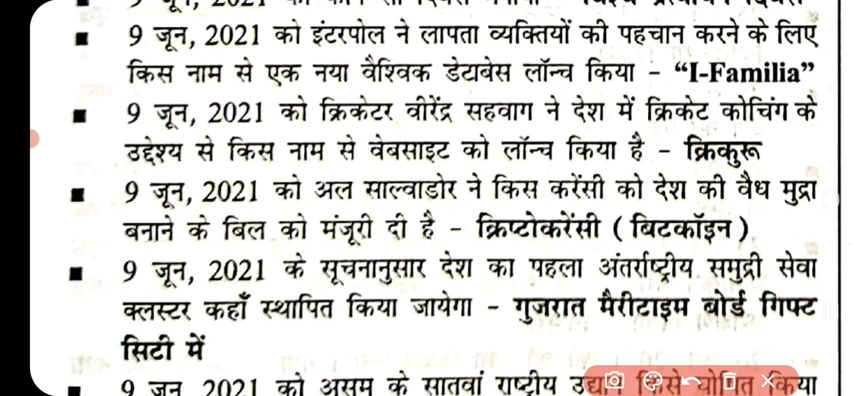 ■ 9 जून, 2021 को इंटरपोल ने लापता व्यक्तियों की पहचान करने के लिए
किस नाम से एक नया वैश्विक डेटाबेस लॉन्च किया – “I-Familia”
■ 9 जून, 2021 को क्रिकेटर वीरेंद्र सहवाग ने देश में क्रिकेट कोचिंग के
उद्देश्य से किस नाम से वेबसाइट को लॉन्च किया है – क्रिकुरू
■ 9 जून, 2021 को अल साल्वाडोर ने किस करेंसी को देश की वैध मुद्रा
बनाने के बिल को मंजूरी दी है – क्रिप्टोकरेंसी ( बिटकॉइन )
■ 9 जून, 2021 के सूचनानुसार देश का पहला अंतर्राष्ट्रीय समुद्री सेवा
क्लस्टर कहाँ स्थापित किया जायेगा – गुजरात मैरीटाइम बोर्ड गिफ्ट
सिटी में
■ 9 जून, 2021 को असम के सातवां राष्ट्रीय उद्यान किसे घोषित किया